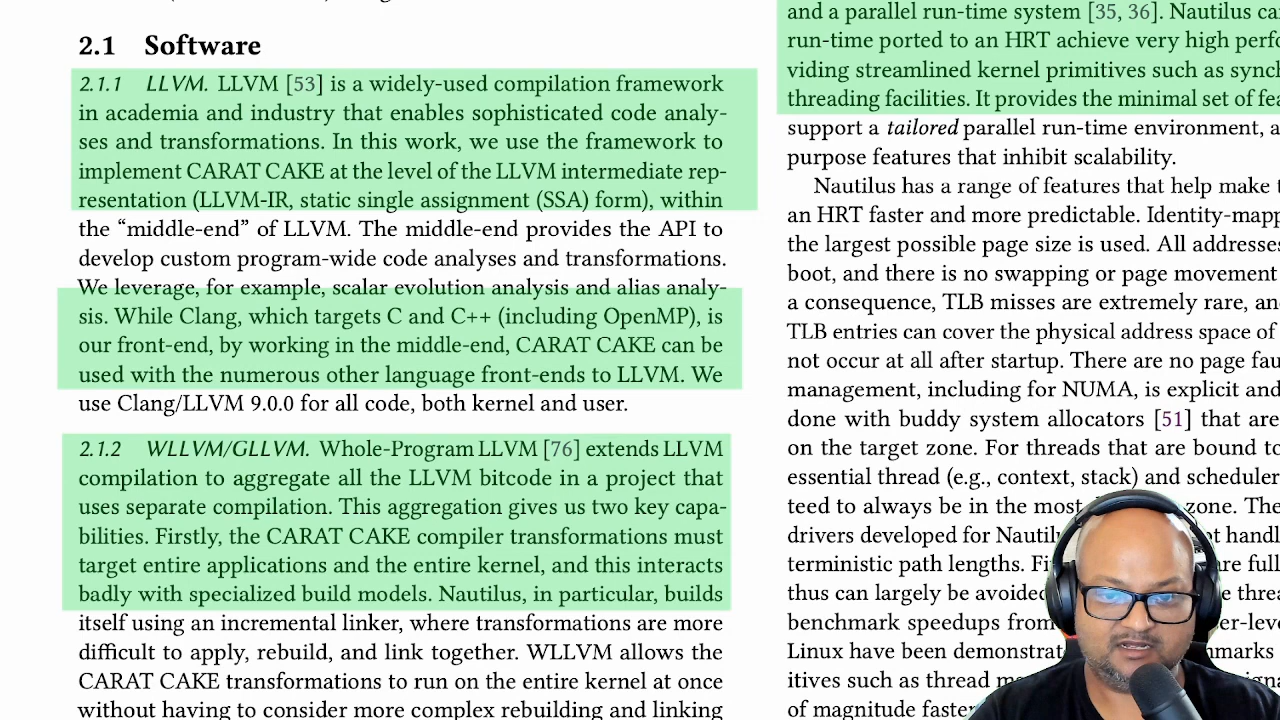 2.1 Software
2.1.1 LLVM. LLVM [53] is a widely-used compilation framework
in academia and industry that enables sophisticated code analy-
ses and transformations. In this work, we use the framework to
implement CARAT CAKE at the level of the LLVM intermediate rep-
resentation (LLVM-IR, static single assignment (SSA) form), within
the “middle-end” of LLVM. The middle-end provides the API to
develop custom program-wide code analyses and transformations.
We leverage, for example, scalar evolution analysis and alias analy-
sis. While Clang, which targets C and C++ (including OpenMP), is
our front-end, by working in the middle-end, CARAT CAKE can be
used with the numerous other language front-ends to LLVM. We
use Clang/LLVM 9.0.0 for all code, both kernel and user.
2.1.2 WLLVM/GLLVM. Whole-Program LLVM [76] extends LLVM
compilation to aggregate all the LLVM bitcode in a project that
uses separate compilation. This aggregation gives us two key capa-
bilities. Firstly, the CARAT CAKE compiler transformations must
target entire applications and the entire kernel, and this interacts
badly with specialized build models. Nautilus, in particular, builds
itself using an incremental linker, where transformations are more
difficult to apply, rebuild, and link together. WLLVM allows the
CARAT CAKE transformations to run on the entire kernel at once
without having to consider more complex rebuilding and linking
and a parallel run-time system [35, 36]. Nautilus
run-time ported to an HRT achieve very high
viding streamlined kernel primitives such as
threading facilities. It provides the minimal set of
support a tailored parallel run-time environment,
purpose features that inhibit scalability.
Nautilus has a range of features that help make
an HRT faster and more predictable.
the largest possible page size is used. All addresses
boot, and there is no swapping or page movement
a consequence, TLB misses are extremely rare,
TLB entries can cover the physical address space of
not occur at all after startup. There are no page
management, including for NUMA, is explicit and
done with buddy system allocators [51] that are
on the target zone. For threads that are bound to
essential thread (e.g., context, stack) and scheduler
teed to always be in the most zone.
drivers developed for
terministic path lengths. are
thus can largely be
benchmark speedups from
Linux have been
itives such as thread
of magnitude faster